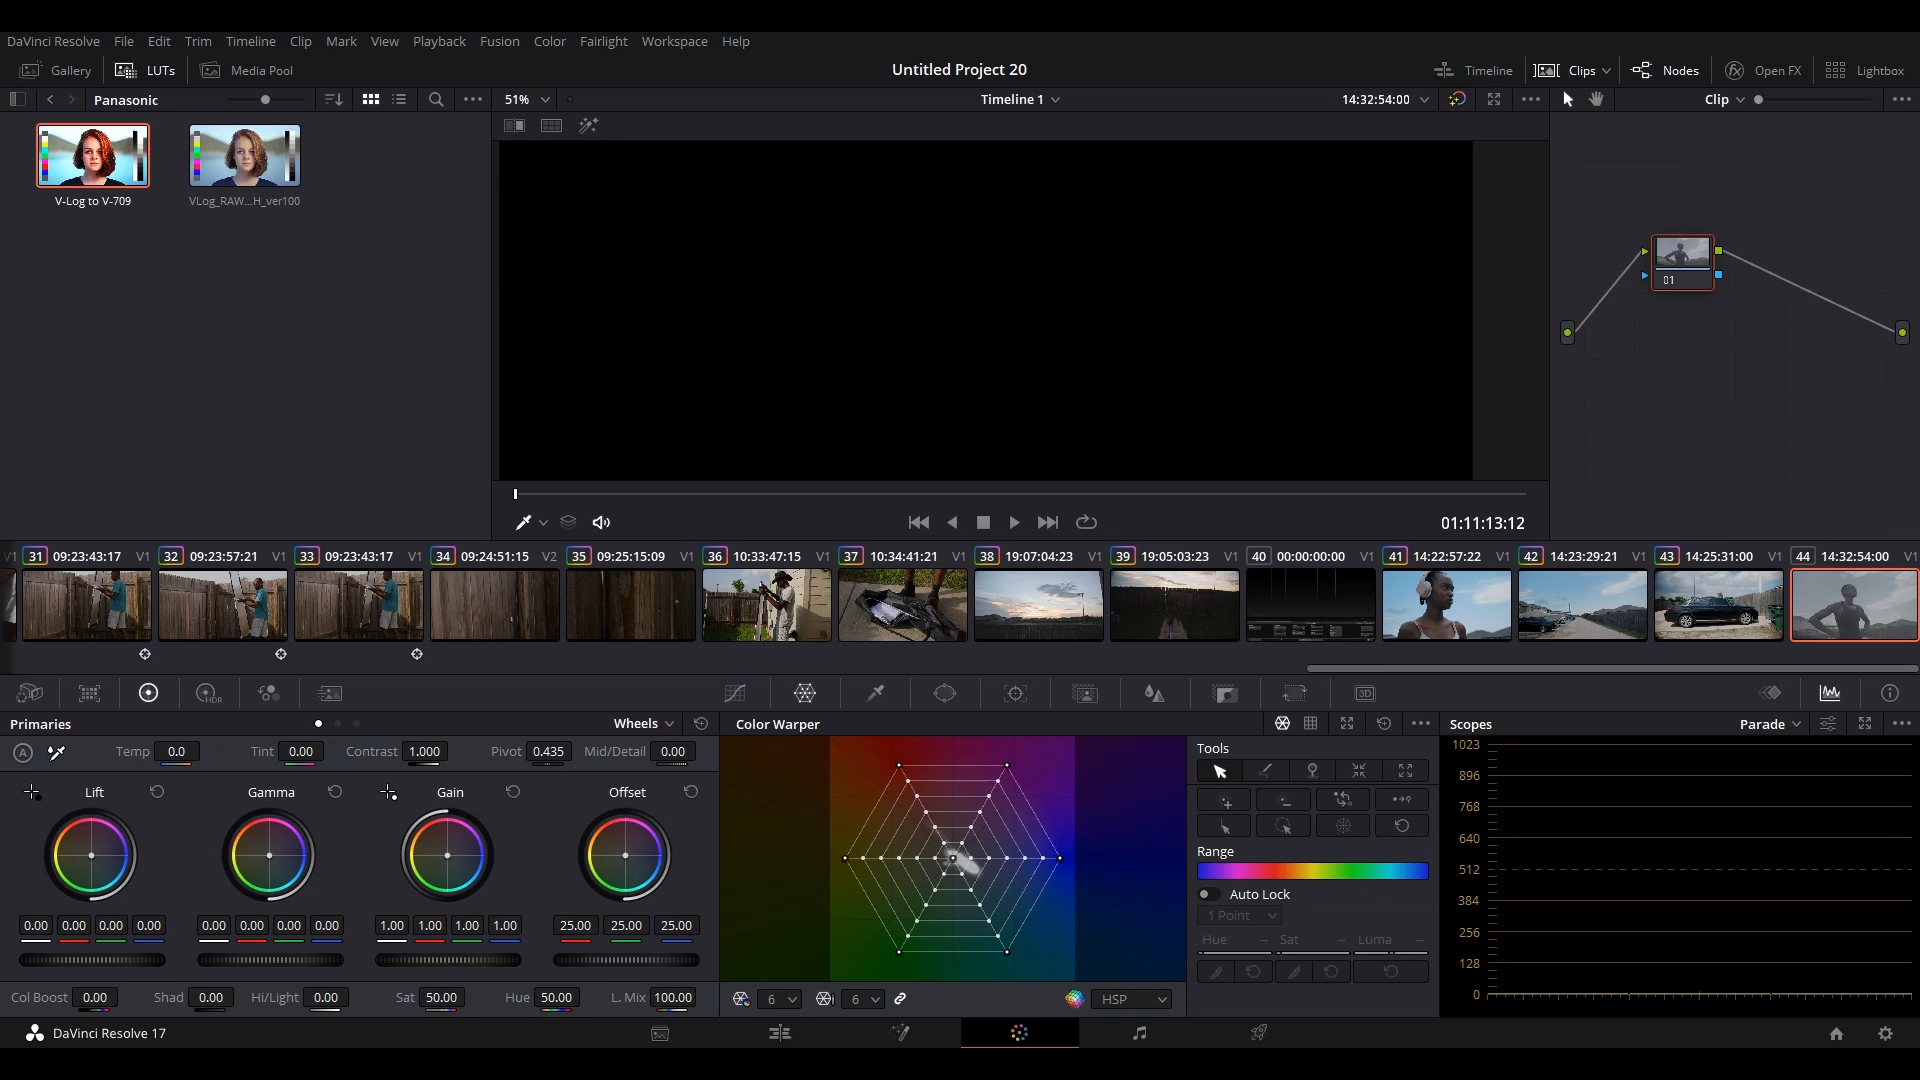 DaVinci Resolve File Edit Trim Timeline Clip Mark View Playback Fusion Color Fairlight Workspace Help
Gallery LUTs Media Pool Untitled Project 20 Timeline Clips Nodes Open FX Lightbox
Panasonic 51% Timeline 1 14:32:54:00 Clip
V-Log to V-709 VLog_RAW...H_ver100
01
01:11:13:12
V1 31 09:23:43:17 V1 32 09:23:57:21 V1 33 09:23:43:17 V1 34 09:24:51:15 V2 35 09:25:15:09 V1 36 10:33:47:15 V1 37 10:34:41:21 V1 38 19:07:04:23 V1 39 19:05:03:23 V1 40 00:00:00:00 V1 41 14:22:57:22 V1 42 14:23:29:21 V1 43 14:25:31:00 V1 44 14:32:54:00 V1
HDR 3D
Primaries Wheels Color Warper Scopes Parade
A Temp 0.0 Tint 0.00 Contrast 1.000 Pivot 0.435 Mid/Detail 0.00 Tools
Lift Gamma Gain Offset
0.00 0.00 0.00 0.00 0.00 0.00 0.00 0.00 1.00 1.00 1.00 1.00 25.00 25.00 25.00
Col Boost 0.00 Shad 0.00 Hi/Light 0.00 Sat 50.00 Hue 50.00 L. Mix 100.00
6 6 HSP
Range
Auto Lock
1 Point
Hue -- Sat -- Luma --
1023
896
768
640
512
384
256
128
0
DaVinci Resolve 17